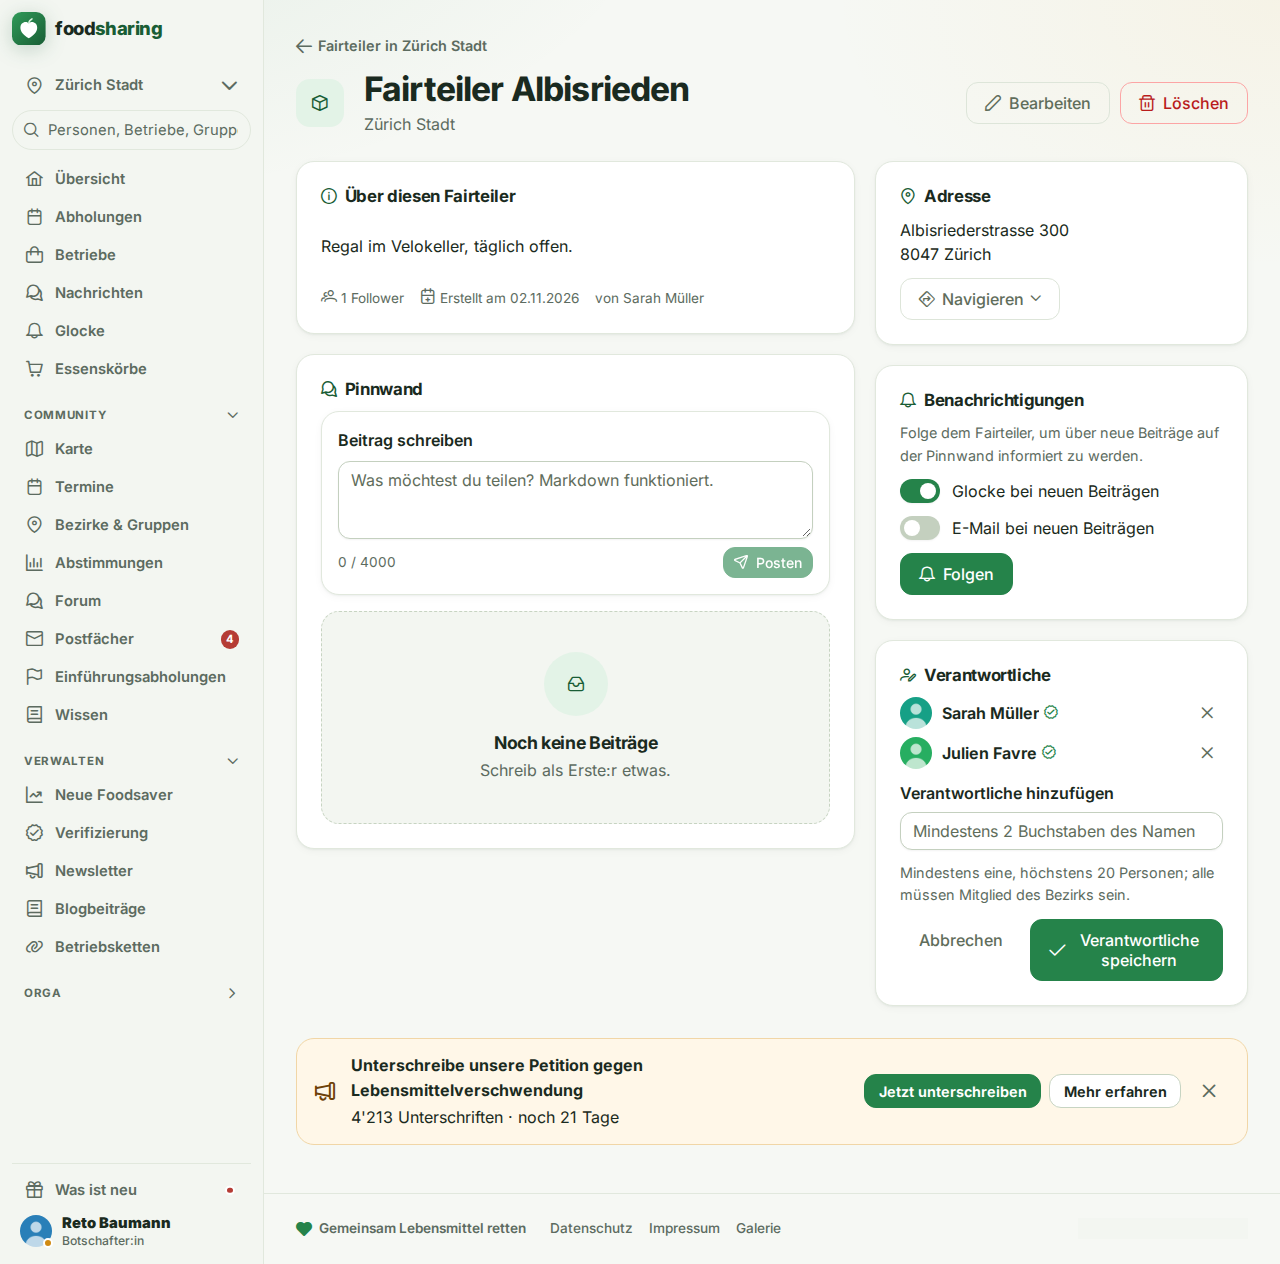 foodsharing
Zürich Stadt
Personen, Betriebe, Grupp
Übersicht
Abholungen
Betriebe
Nachrichten
Glocke
Essenskörbe
COMMUNITY
Karte
Termine
Bezirke & Gruppen
Abstimmungen
Forum
Postfächer
4
Einführungsabholungen
Wissen
VERWALTEN
Neue Foodsaver
Verifizierung
Newsletter
Blogbeiträge
Betriebsketten
ORGA
Was ist neu
Reto Baumann
Botschafter:in
Fairteiler in Zürich Stadt
Fairteiler Albisrieden
Zürich Stadt
Bearbeiten
Löschen
Über diesen Fairteiler
Regal im Velokeller, täglich offen.
1 Follower
Erstellt am 02.11.2026
von Sarah Müller
Pinnwand
Beitrag schreiben
Was möchtest du teilen? Markdown funktioniert.
0 / 4000
Posten
Noch keine Beiträge
Schreib als Erste:r etwas.
Adresse
Albisriederstrasse 300
8047 Zürich
Navigieren
Benachrichtigungen
Folge dem Fairteiler, um über neue Beiträge auf
der Pinnwand informiert zu werden.
Glocke bei neuen Beiträgen
E-Mail bei neuen Beiträgen
Folgen
Verantwortliche
Sarah Müller
Julien Favre
Verantwortliche hinzufügen
Mindestens 2 Buchstaben des Namen
Mindestens eine, höchstens 20 Personen; alle
müssen Mitglied des Bezirks sein.
Abbrechen
Verantwortliche
speichern
Unterschreibe unsere Petition gegen
Lebensmittelverschwendung
4'213 Unterschriften · noch 21 Tage
Jetzt unterschreiben
Mehr erfahren
Gemeinsam Lebensmittel retten
Datenschutz
Impressum
Galerie